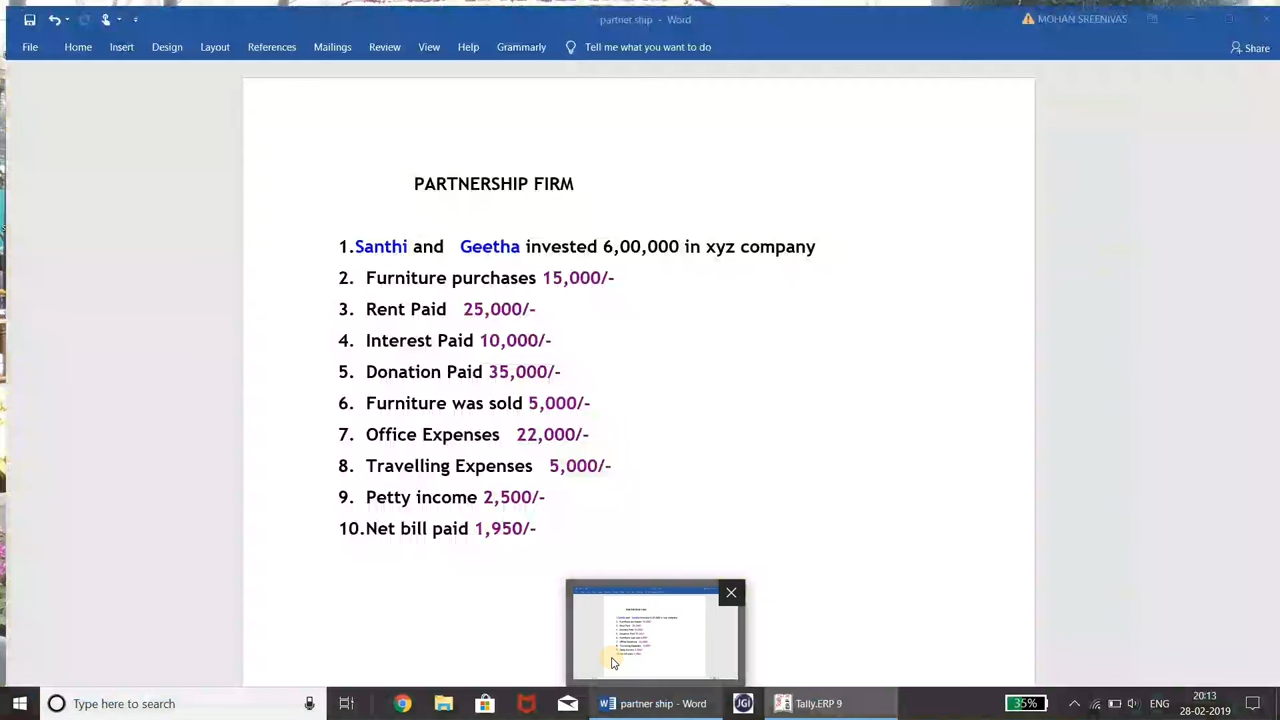 partner ship - Word
MOHAN SREENIVAS
File Home Insert Design Layout References Mailings Review View Help Grammarly Tell me what you want to do Share
PARTNERSHIP FIRM
1.Santhi and Geetha invested 6,00,000 in xyz company
2. Furniture purchases 15,000/-
3. Rent Paid 25,000/-
4. Interest Paid 10,000/-
5. Donation Paid 35,000/-
6. Furniture was sold 5,000/-
7. Office Expenses 22,000/-
8. Travelling Expenses 5,000/-
9. Petty income 2,500/-
10.Net bill paid 1,950/-
Type here to search
partner ship - Word
JGI
Tally.ERP 9
35%
ENG
20:13
28-02-2019